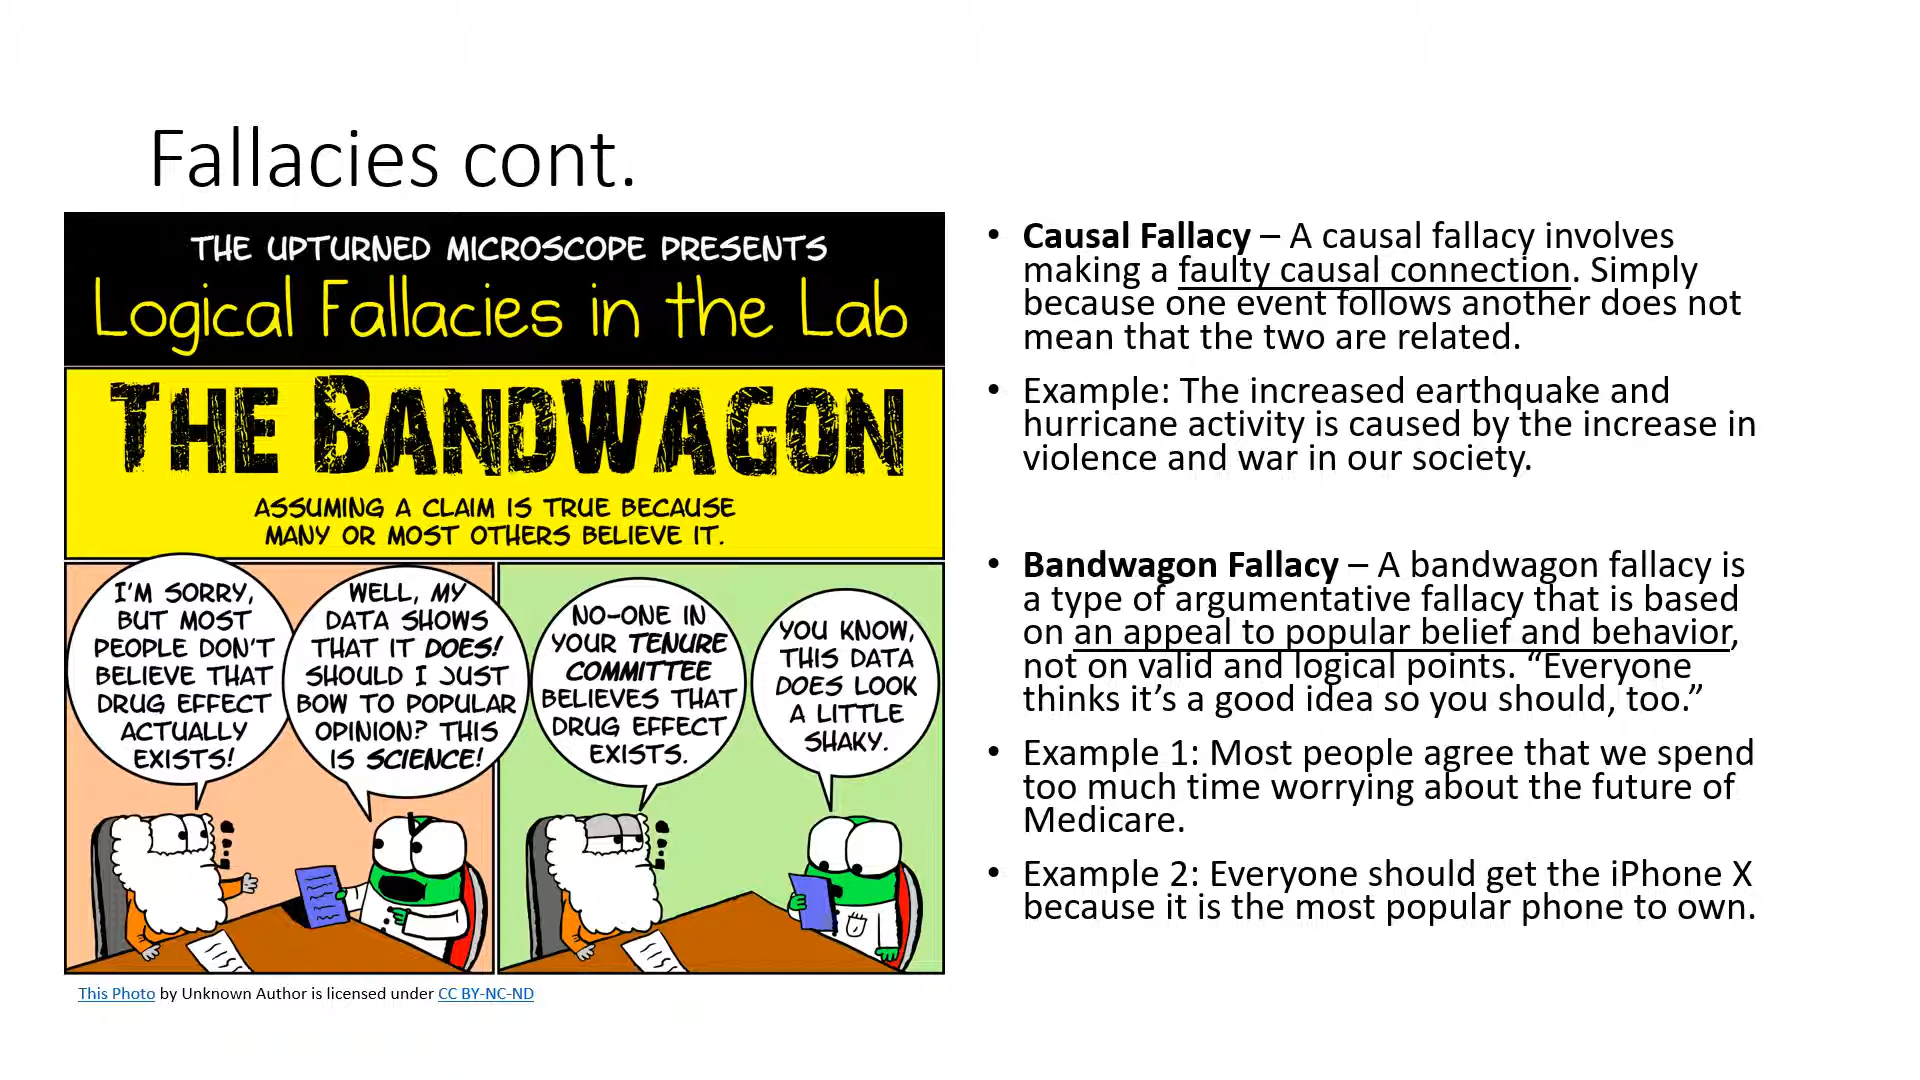 Fallacies cont.
THE UPTURNED MICROSCOPE PRESENTS
Logical Fallacies in the Lab
THE BANDWAGON
ASSUMING A CLAIM IS TRUE BECAUSE
MANY OR MOST OTHERS BELIEVE IT.
I'M SORRY,
BUT MOST
PEOPLE DON'T
BELIEVE THAT
DRUG EFFECT
ACTUALLY
EXISTS!
WELL, MY
DATA SHOWS
THAT IT DOES!
SHOULD I JUST
BOW TO POPULAR
OPINION? THIS
IS SCIENCE!
NO-ONE IN
YOUR TENURE
COMMITTEE
BELIEVES THAT
DRUG EFFECT
EXISTS.
YOU KNOW,
THIS DATA
DOES LOOK
A LITTLE
SHAKY.
This Photo by Unknown Author is licensed under CC BY-NC-ND
• Causal Fallacy – A causal fallacy involves
making a faulty causal connection. Simply
because one event follows another does not
mean that the two are related.
• Example: The increased earthquake and
hurricane activity is caused by the increase in
violence and war in our society.
• Bandwagon Fallacy – A bandwagon fallacy is
a type of argumentative fallacy that is based
on an appeal to popular belief and behavior,
not on valid and logical points. “Everyone
thinks it’s a good idea so you should, too.”
• Example 1: Most people agree that we spend
too much time worrying about the future of
Medicare.
• Example 2: Everyone should get the iPhone X
because it is the most popular phone to own.